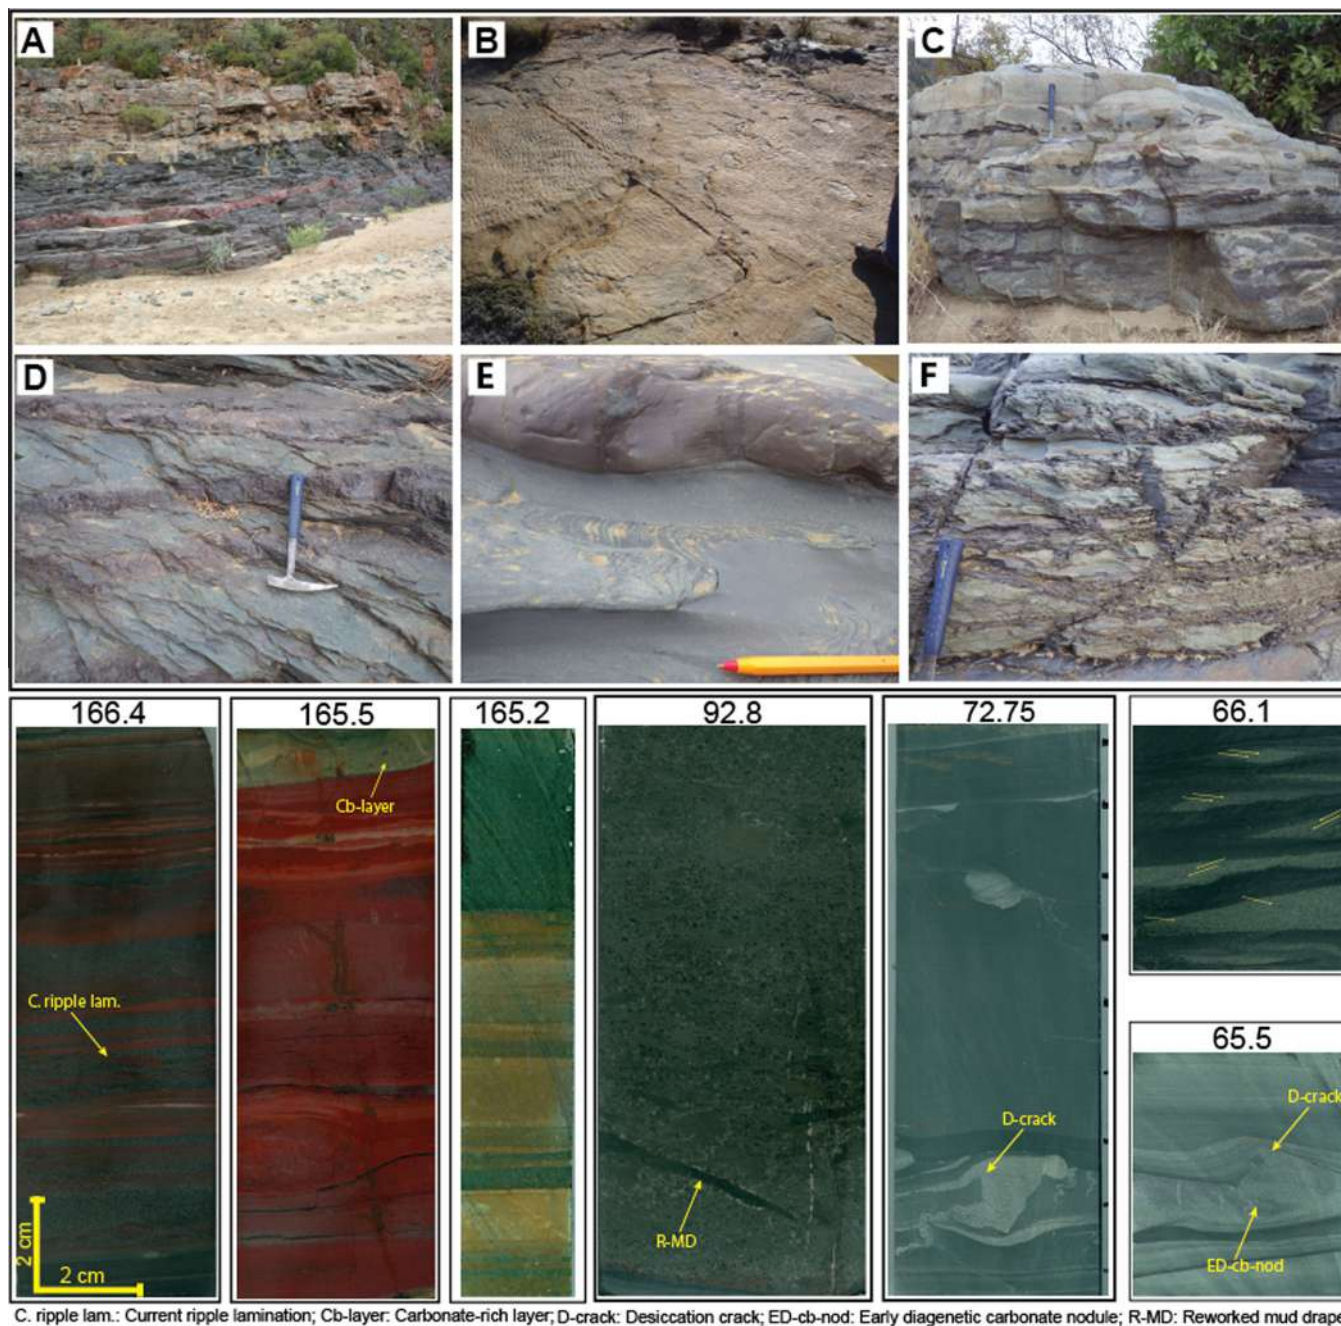 A
B
C
D
E
F
166.4
165.5
165.2
92.8
72.75
66.1
Cb-layer
C. ripple lam.
65.5
D-crack
D-crack
R-MD
ED-cb-nod
2 cm
2 cm
C. ripple lam.: Current ripple lamination; Cb-layer: Carbonate-rich layer; D-crack: Desiccation crack; ED-cb-nod: Early diagenetic carbonate nodule; R-MD: Reworked mud drape